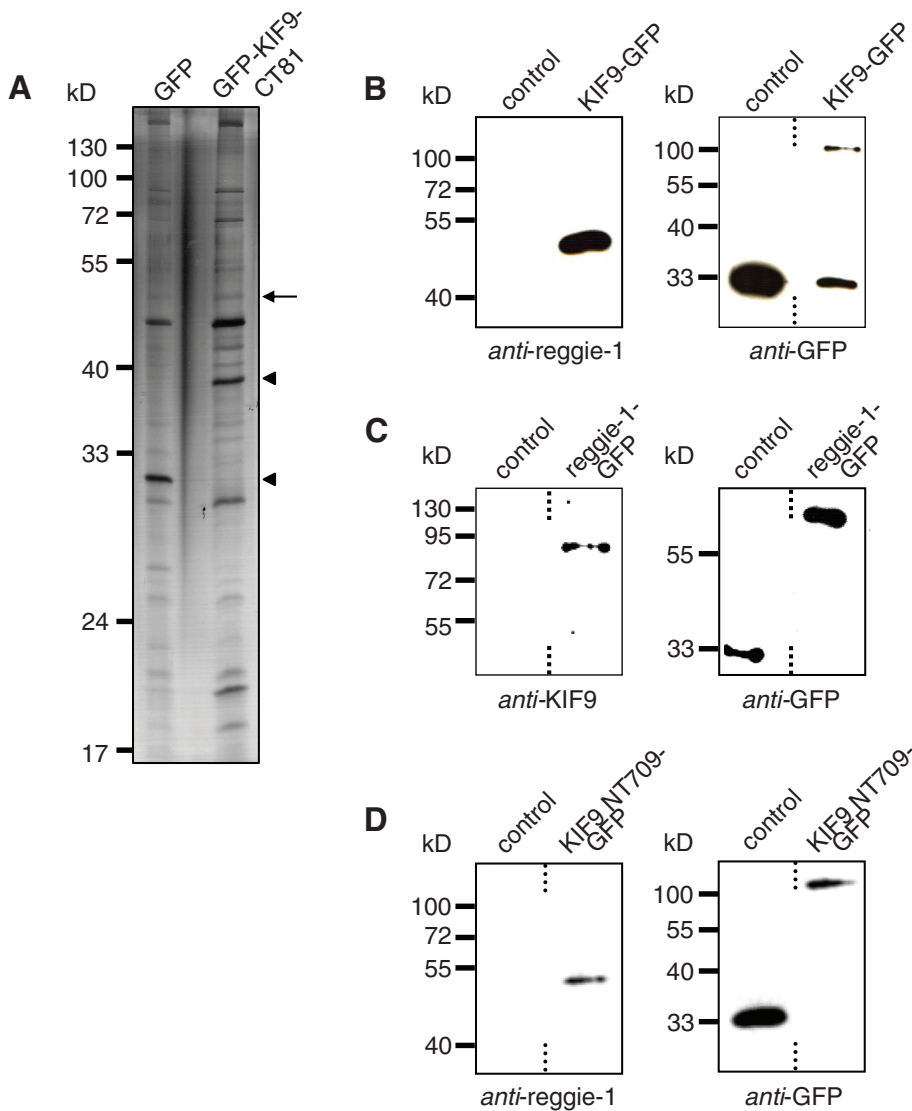 A
kD
GFP
GFP-KIF9-
CT81
130
100
72
55
40
33
24
17
B
kD
control
KIF9-GFP
100
72
55
40
anti-reggie-1
kD
control
KIF9-GFP
100
55
40
33
anti-GFP
C
kD
control
reggie-1-
GFP
130
95
72
55
anti-KIF9
kD
control
reggie-1-
GFP
55
33
anti-GFP
D
kD
control
KIF9 NT709-
GFP
100
72
55
40
anti-reggie-1
kD
control
KIF9 NT709-
GFP
100
55
40
33
anti-GFP